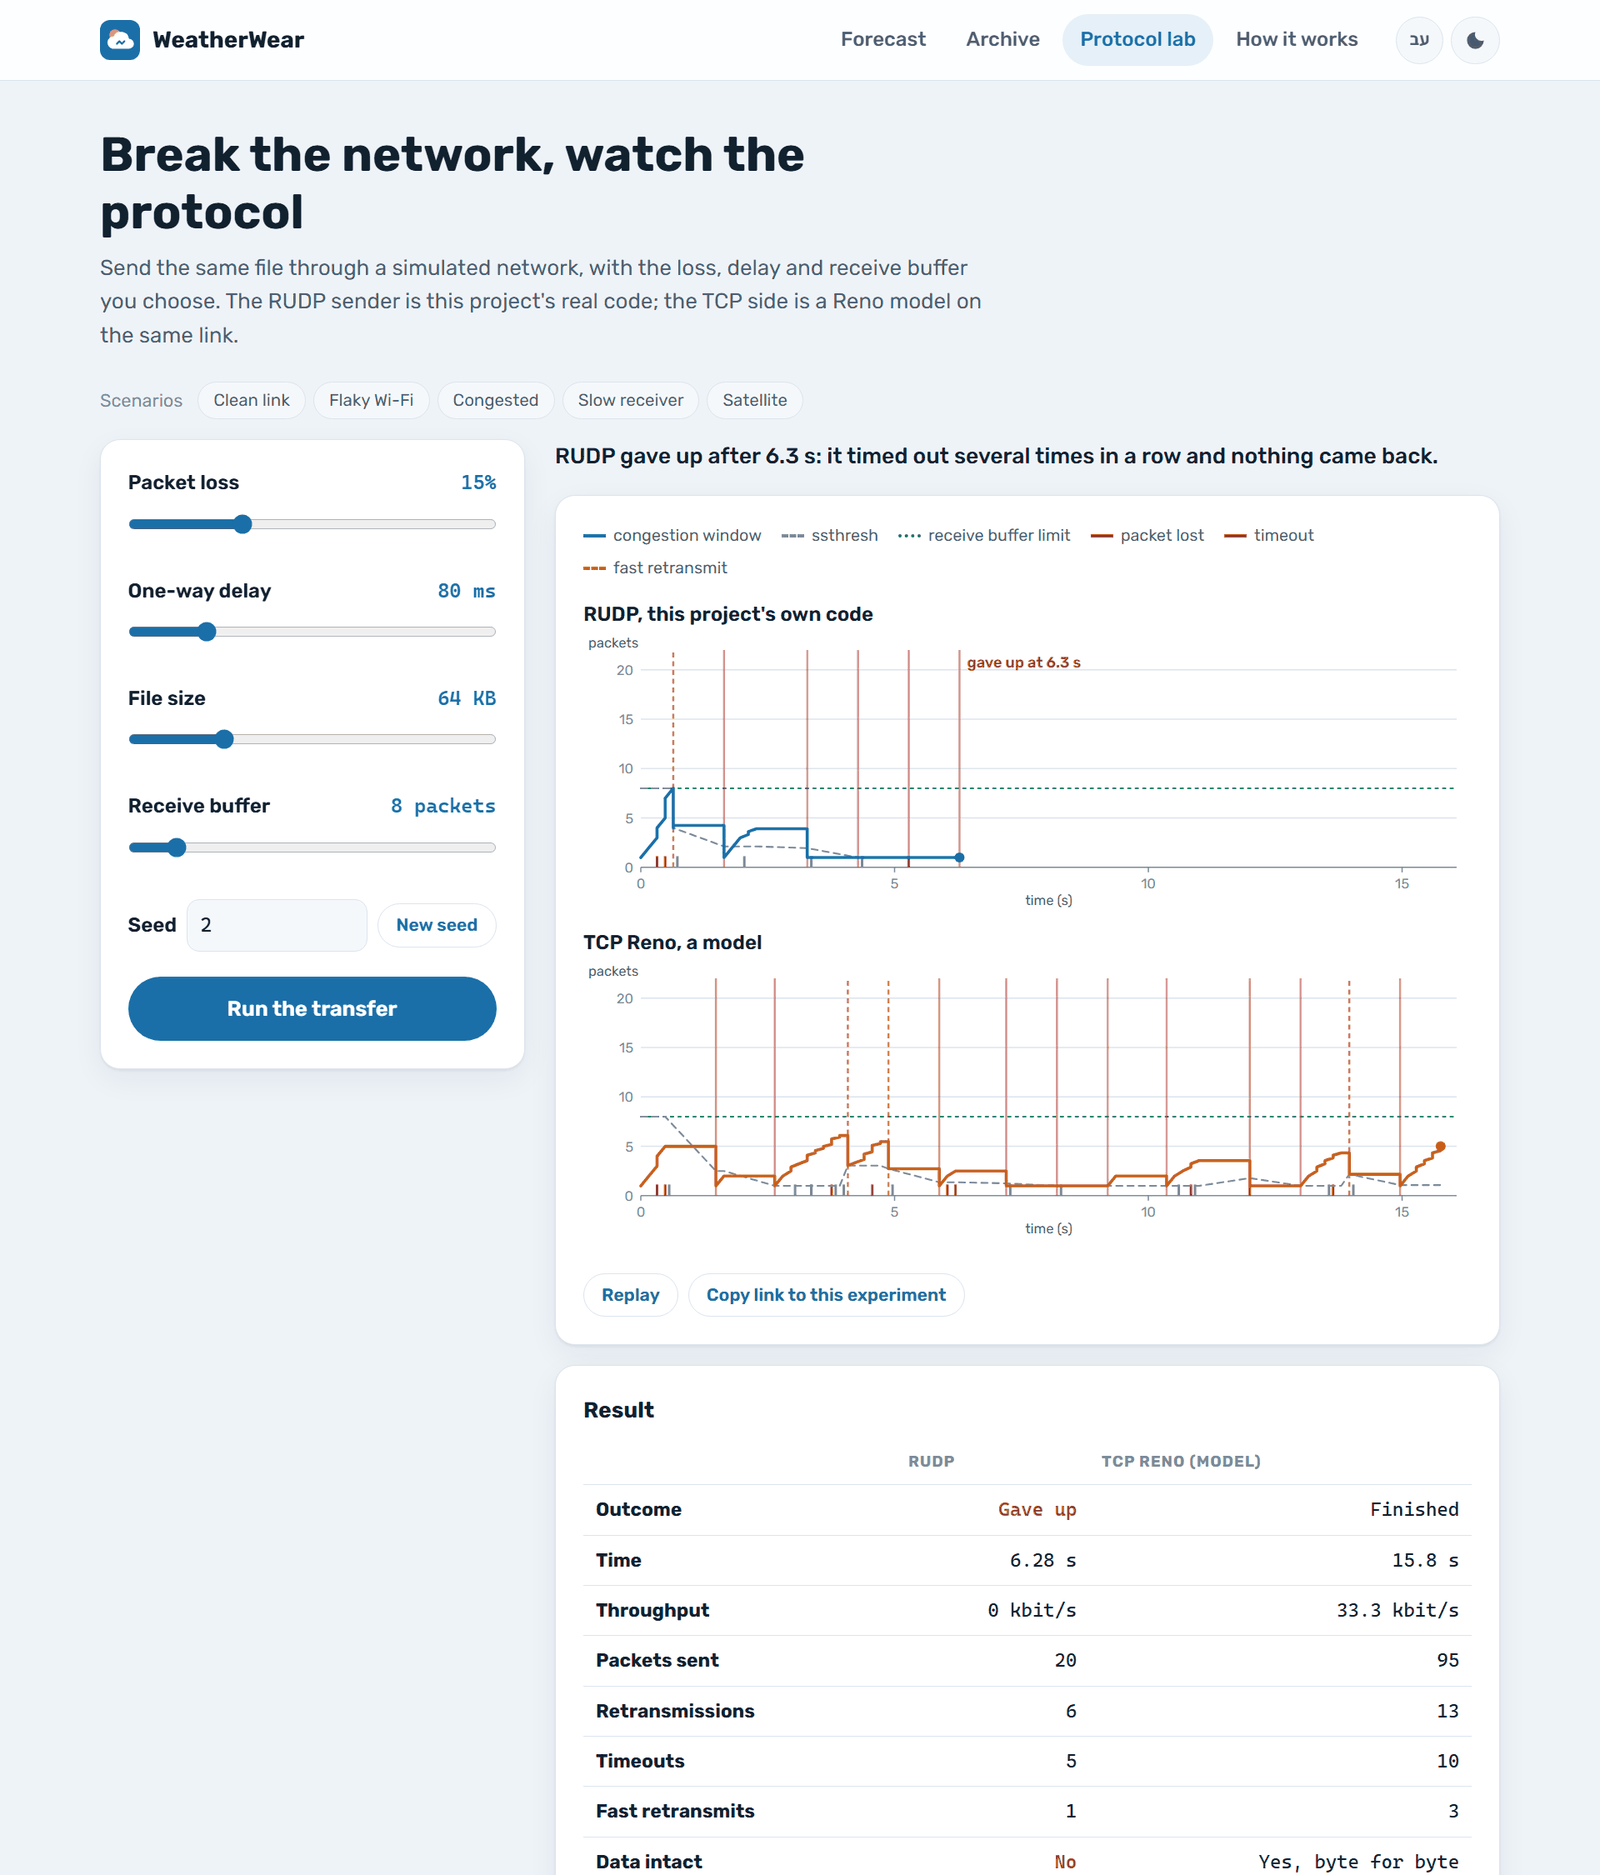 WeatherWear
Forecast Archive Protocol lab How it works עב
Break the network, watch the
protocol
Send the same file through a simulated network, with the loss, delay and receive buffer
you choose. The RUDP sender is this project's real code; the TCP side is a Reno model on
the same link.
Scenarios Clean link Flaky Wi-Fi Congested Slow receiver Satellite
Packet loss 15%
One-way delay 80 ms
File size 64 KB
Receive buffer 8 packets
Seed 2 New seed
Run the transfer
RUDP gave up after 6.3 s: it timed out several times in a row and nothing came back.
congestion window ssthresh receive buffer limit packet lost timeout
fast retransmit
RUDP, this project's own code
packets
gave up at 6.3 s
20
15
10
5
0
0 5 10 15
time (s)
TCP Reno, a model
packets
20
15
10
5
0
0 5 10 15
time (s)
Replay Copy link to this experiment
Result
RUDP TCP RENO (MODEL)
Outcome Gave up Finished
Time 6.28 s 15.8 s
Throughput 0 kbit/s 33.3 kbit/s
Packets sent 20 95
Retransmissions 6 13
Timeouts 5 10
Fast retransmits 1 3
Data intact No Yes, byte for byte